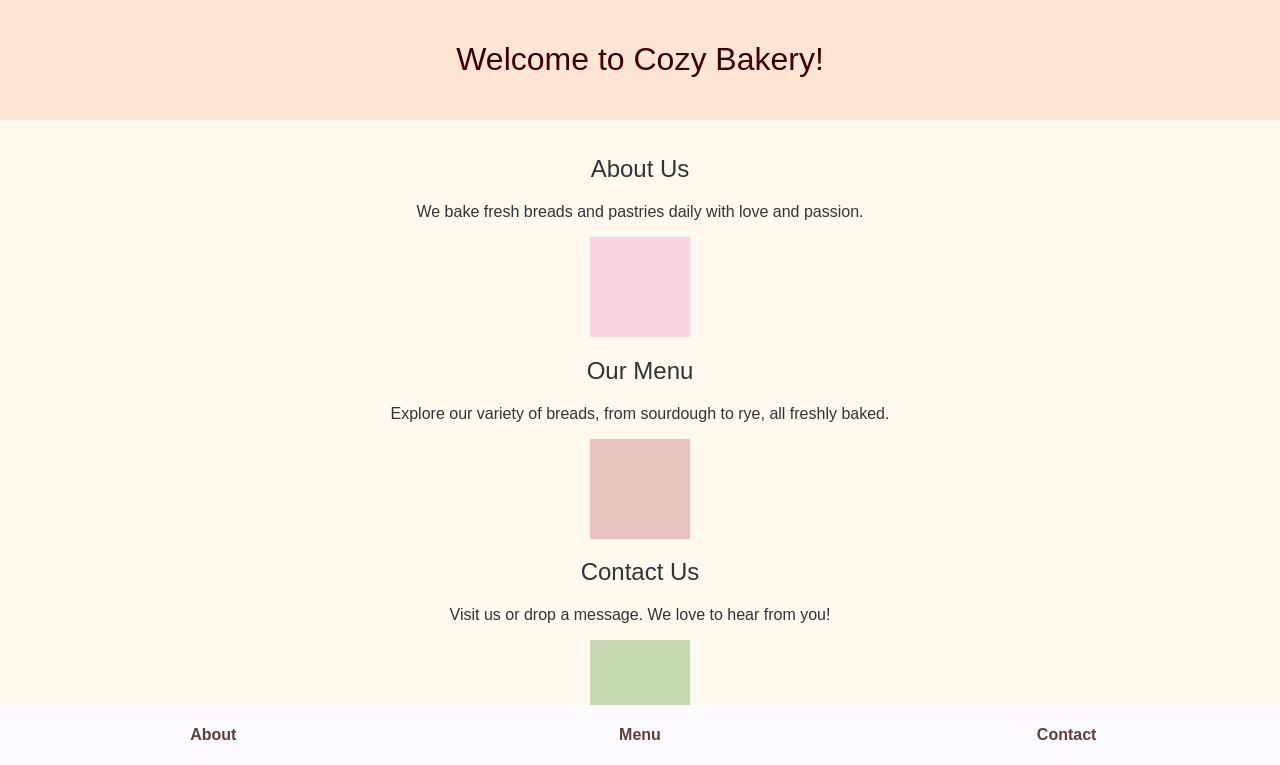 Welcome to Cozy Bakery!
About Us
We bake fresh breads and pastries daily with love and passion.
Our Menu
Explore our variety of breads, from sourdough to rye, all freshly baked.
Contact Us
Visit us or drop a message. We love to hear from you!
About
Menu
Contact